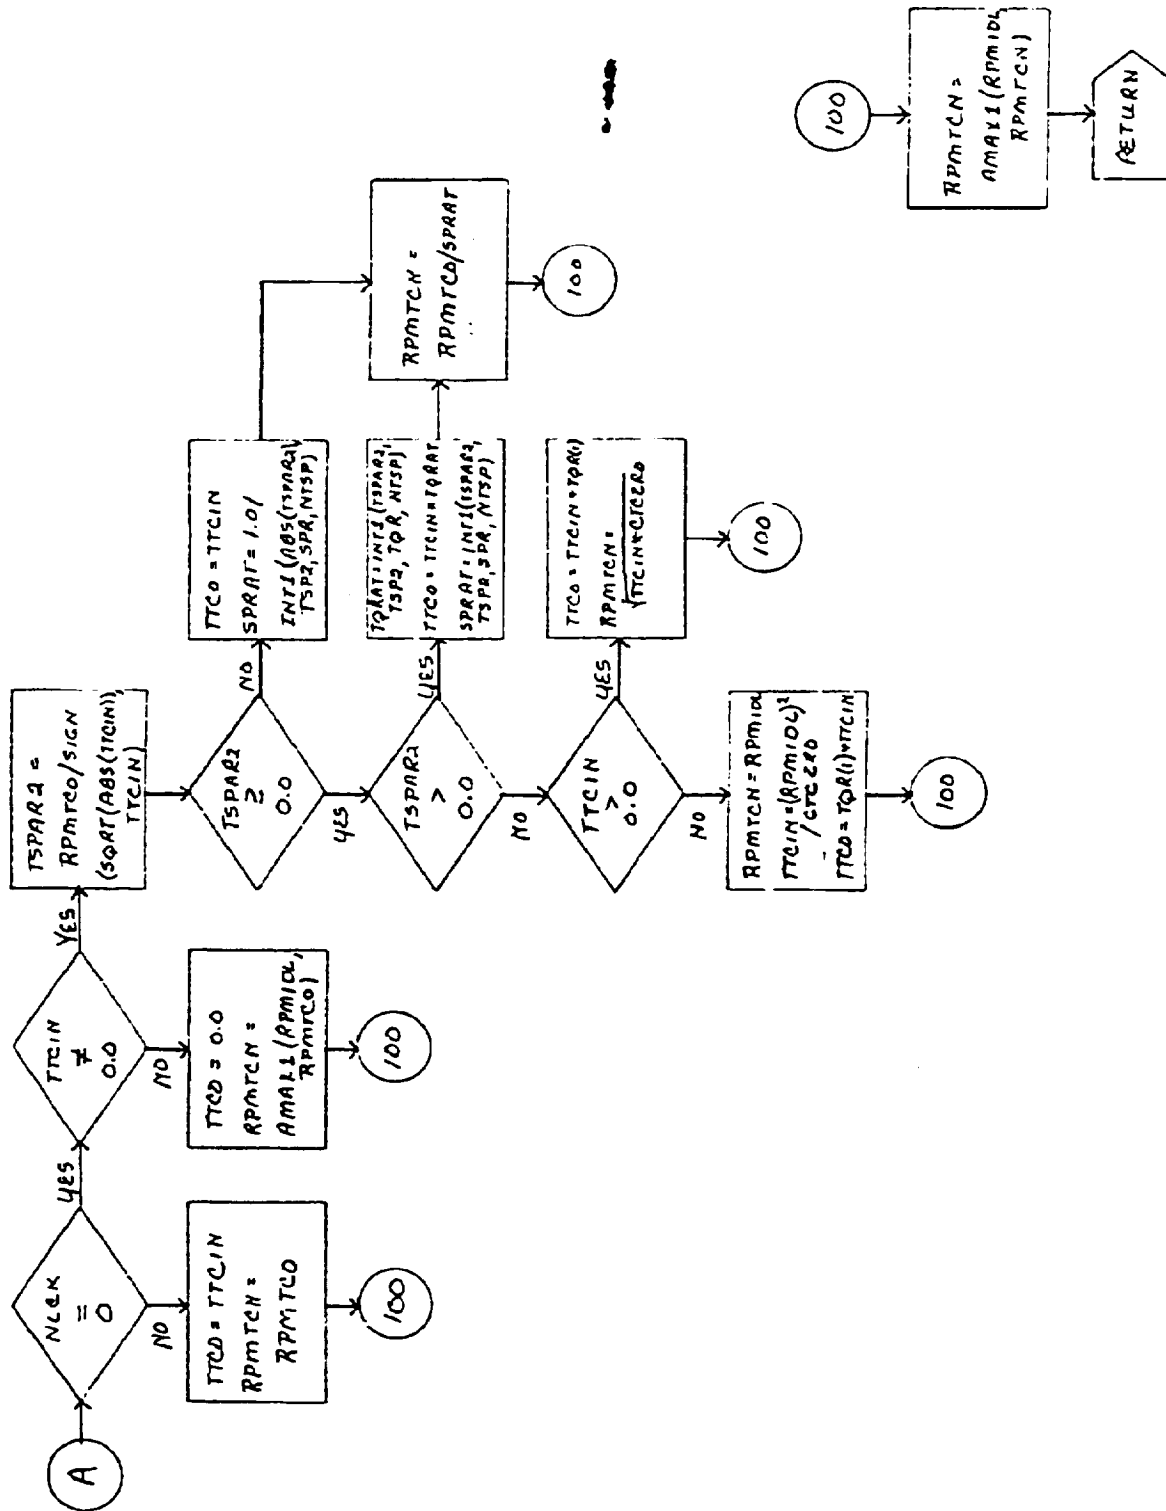 A
NLCK
=
0
YES
NO
TTCO = TTCIN
RPMTCN =
RPMTCO
100
TTCIN
≠
0.0
YES
NO
TTCO = 0.0
RPMTCN =
AMAX1(RPMIDL,
RPMTCO)
100
TSPAR2 =
RPMTCO/SIGN
(SQRT(ABS(TTCIN)),
TTCIN)
TSPAR2
≥
0.0
NO
YES
TTCO = TTCIN
SPRAT = 1.0/
INT1(ABS(TSPAR2),
TSP2, SPR, NTSP)
TSPAR2
>
0.0
YES
NO
TQRAT = INT1(TSPAR2,
TSP2, TQR, NTSP)
TTCO = TTCIN*TQRAT
SPRAT = INT1(TSPAR2,
TSP2, SPR, NTSP)
RPMTCN =
RPMTCO/SPRAT
100
TTCIN
>
0.0
YES
NO
TTCO = TTCIN*TQR(1)
RPMTCN =
√TTCIN*CTCZRO
100
RPMTCN = RPMIDL
TTCIN = (RPMIDL)²
/CTCZRO
TTCO = TQR(1)*TTCIN
100
100
RPMTCN =
AMAX1(RPMIDL
RPMTCN)
RETURN